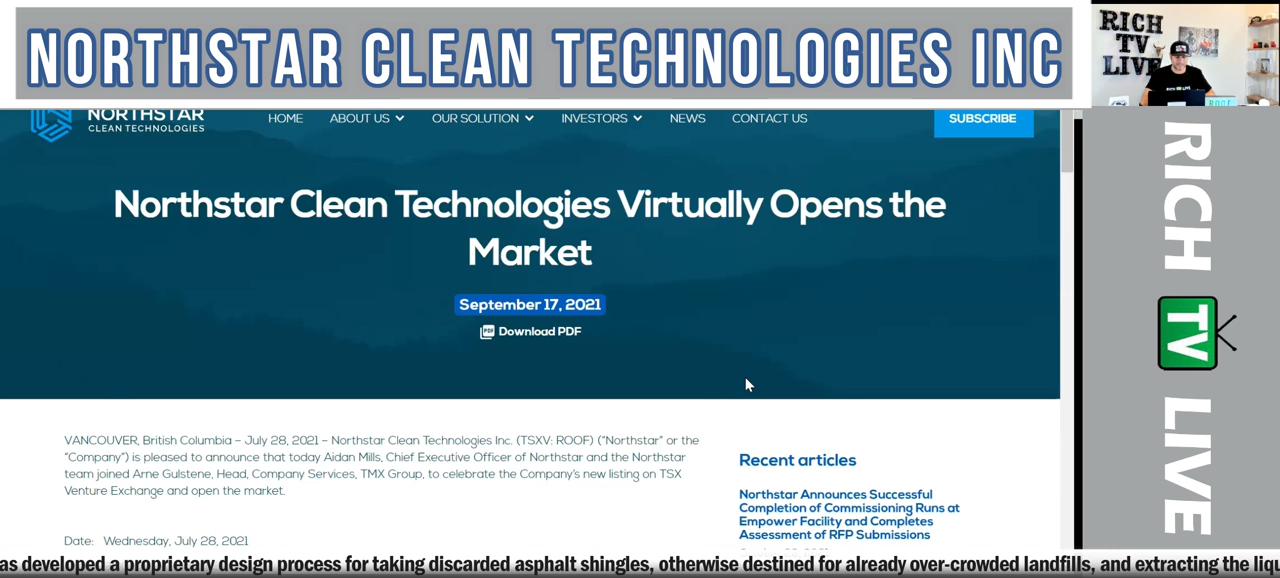 NORTHSTAR CLEAN TECHNOLOGIES INC
RICH
TV
LIVE
NORTHSTAR
CLEAN TECHNOLOGIES
HOME ABOUT US OUR SOLUTION INVESTORS NEWS CONTACT US SUBSCRIBE
Northstar Clean Technologies Virtually Opens the
Market
September 17, 2021
PDF Download PDF
VANCOUVER, British Columbia – July 28, 2021 – Northstar Clean Technologies Inc. (TSXV: ROOF) (“Northstar” or the
“Company”) is pleased to announce that today Aidan Mills, Chief Executive Officer of Northstar and the Northstar
team joined Arne Gulstene, Head, Company Services, TMX Group, to celebrate the Company’s new listing on TSX
Venture Exchange and open the market.
Date: Wednesday, July 28, 2021
Recent articles
Northstar Announces Successful
Completion of Commissioning Runs at
Empower Facility and Completes
Assessment of RFP Submissions
RICH TV LIVE
as developed a proprietary design process for taking discarded asphalt shingles, otherwise destined for already over-crowded landfills, and extracting the liqu